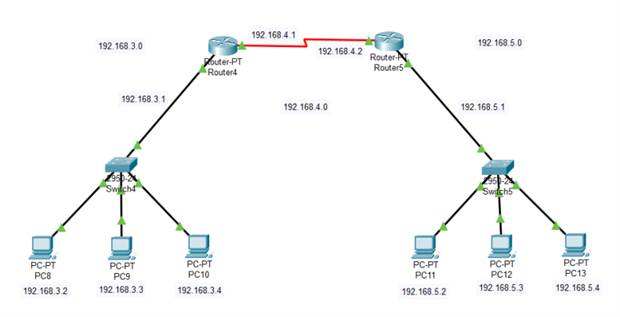 192.168.3.0
Router-PT
Router4
192.168.4.1
192.168.4.2
Router-PT
Router5
192.168.5.0
192.168.3.1
192.168.4.0
192.168.5.1
2950-24
Switch4
2950-24
Switch5
PC-PT
PC8
PC-PT
PC9
PC-PT
PC10
PC-PT
PC11
PC-PT
PC12
PC-PT
PC13
192.168.3.2
192.168.3.3
192.168.3.4
192.168.5.2
192.168.5.3
192.168.5.4